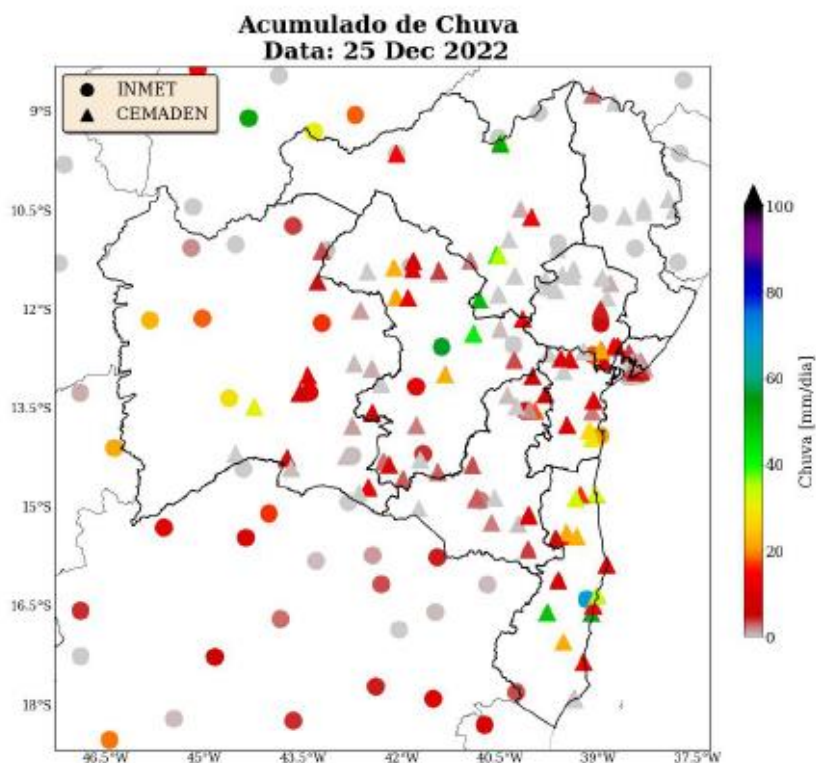 Acumulado de Chuva
Data: 25 Dec 2022
INMET
CEMADEN
9°S
10.5°S
12°S
13.5°S
15°S
16.5°S
18°S
46.5°W
45°W
43.5°W
42°W
40.5°W
39°W
37.5°W
100
80
60
40
20
0
Chuva [mm/dia]